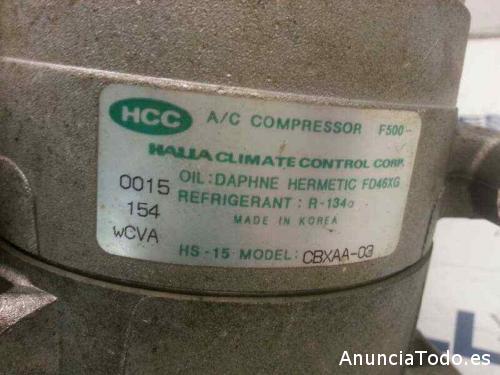 HCC A/C COMPRESSOR F500-
HALLA CLIMATE CONTROL CORP.
0015 OIL:DAPHNE HERMETIC FD46XG
154 REFRIGERANT: R-134a
MADE IN KOREA
wCVA
HS-15 MODEL: CBXAA-03
AnunciaTodo.es